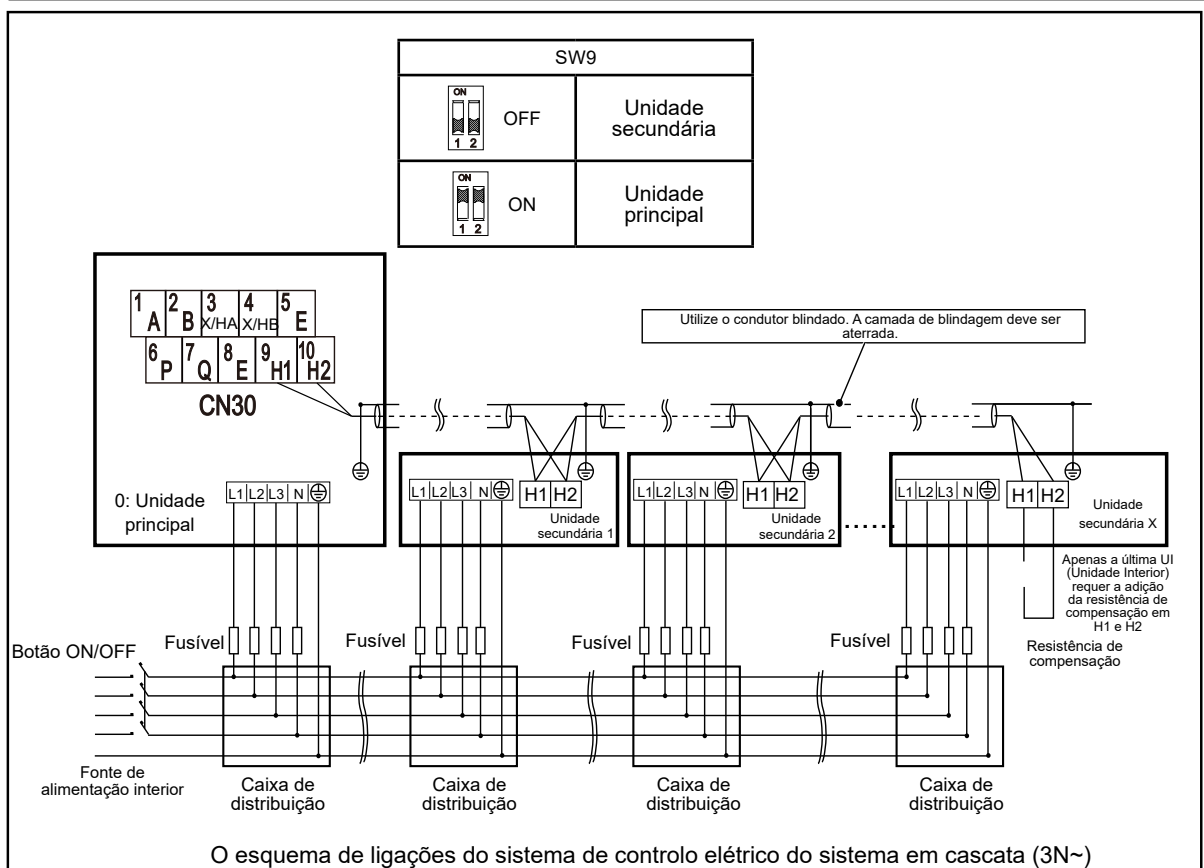 SW9
ON
1 2
OFF
Unidade
secundária
ON
1 2
ON
Unidade
principal
1 A 2 B 3 X/HA 4 X/HB 5 E
6 P 7 Q 8 E 9 H1 10 H2
CN30
0: Unidade
principal
L1 L2 L3 N
Utilize o condutor blindado. A camada de blindagem deve ser
aterrada.
L1 L2 L3 N
H1 H2
Unidade
secundária 1
L1 L2 L3 N
H1 H2
Unidade
secundária 2
L1 L2 L3 N
H1 H2
Unidade
secundária X
Apenas a última UI
(Unidade Interior)
requer a adição
da resistência de
compensação em
H1 e H2
Resistência de
compensação
Fusível
Fusível
Fusível
Fusível
Botão ON/OFF
Fonte de
alimentação interior
Caixa de
distribuição
Caixa de
distribuição
Caixa de
distribuição
Caixa de
distribuição
O esquema de ligações do sistema de controlo elétrico do sistema em cascata (3N~)